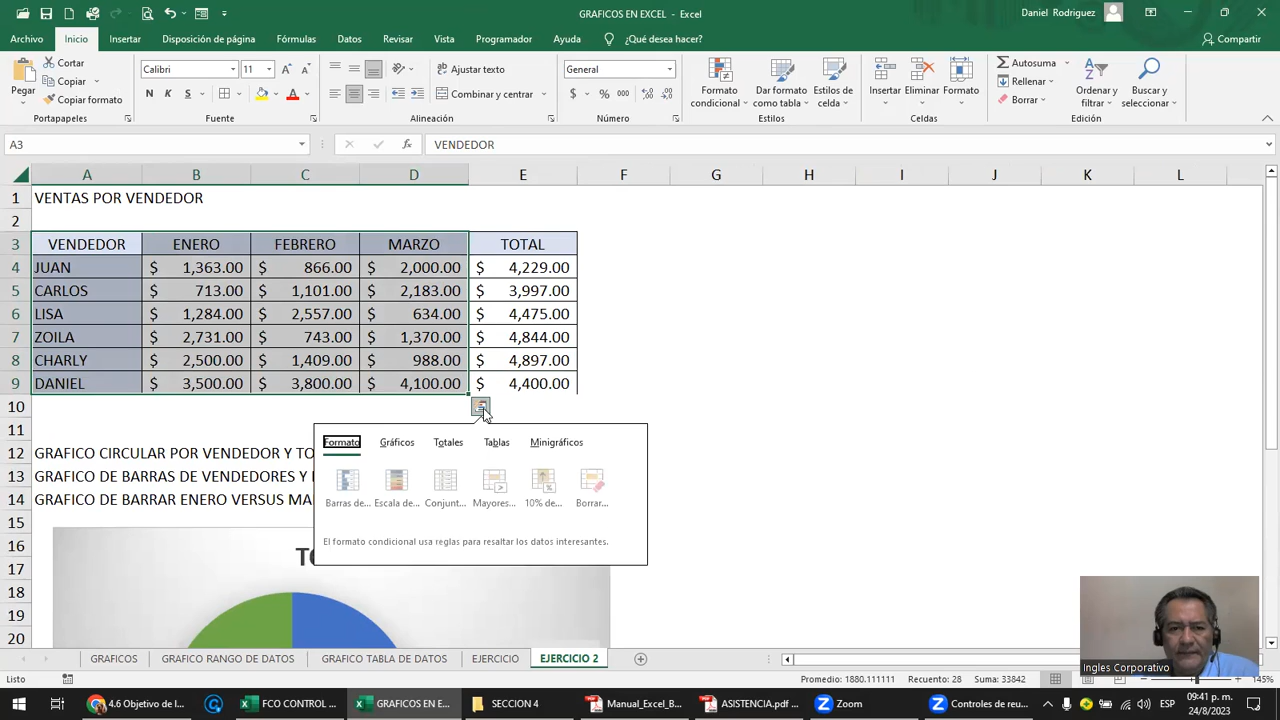 GRAFICOS EN EXCEL - Excel
Daniel Rodriguez
Archivo Inicio Insertar Disposición de página Fórmulas Datos Revisar Vista Programador Ayuda ¿Qué desea hacer? Compartir
Pegar
Cortar
Copiar
Copiar formato
Portapapeles
Calibri 11
N K S
Fuente
Ajustar texto
Combinar y centrar
Alineación
General
$ % 000
Número
Formato condicional
Dar formato como tabla
Estilos de celda
Estilos
Insertar Eliminar Formato
Celdas
Autosuma
Rellenar
Borrar
Ordenar y filtrar
Buscar y seleccionar
Edición
A3 fx VENDEDOR
A B C D E F G H I J K L
1 VENTAS POR VENDEDOR
2
3 VENDEDOR ENERO FEBRERO MARZO TOTAL
4 JUAN $ 1,363.00 $ 866.00 $ 2,000.00 $ 4,229.00
5 CARLOS $ 713.00 $ 1,101.00 $ 2,183.00 $ 3,997.00
6 LISA $ 1,284.00 $ 2,557.00 $ 634.00 $ 4,475.00
7 ZOILA $ 2,731.00 $ 743.00 $ 1,370.00 $ 4,844.00
8 CHARLY $ 2,500.00 $ 1,409.00 $ 988.00 $ 4,897.00
9 DANIEL $ 3,500.00 $ 3,800.00 $ 4,100.00 $ 4,400.00
10
11
12 GRAFICO CIRCULAR POR VENDEDOR Y TO
13 GRAFICO DE BARRAS DE VENDEDORES Y
14 GRAFICO DE BARRAR ENERO VERSUS MA
15
16
17
18
19
20
Formato Gráficos Totales Tablas Minigráficos
Barras de... Escala de... Conjunt... Mayores... 10% de... Borrar...
El formato condicional usa reglas para resaltar los datos interesantes.
Ingles Corporativo
GRAFICOS GRAFICO RANGO DE DATOS GRAFICO TABLA DE DATOS EJERCICIO EJERCICIO 2
Listo Promedio: 1880.111111 Recuento: 28 Suma: 33842 145%
4.6 Objetivo de la... FCO CONTROL ... GRAFICOS EN E... SECCION 4 Manual_Excel_B... ASISTENCIA.pdf ... Zoom Controles de reu... ESP
09:41 p. m.
24/8/2023